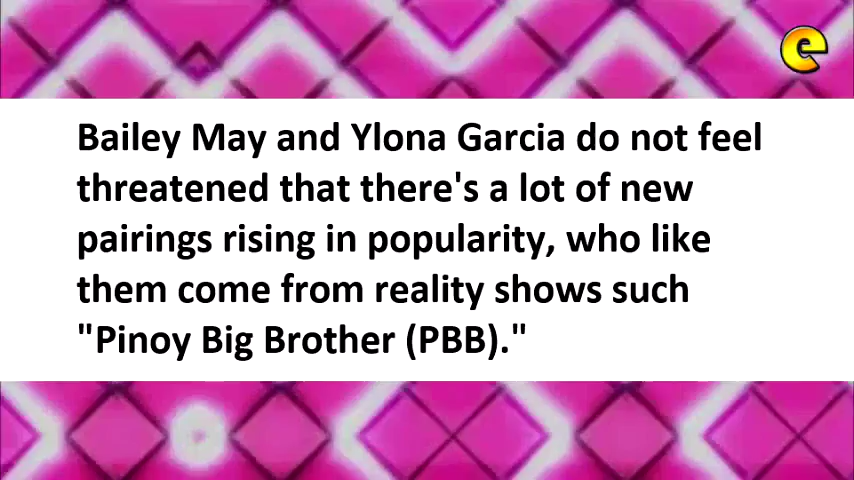 e
Bailey May and Ylona Garcia do not feel
threatened that there's a lot of new
pairings rising in popularity, who like
them come from reality shows such
"Pinoy Big Brother (PBB)."